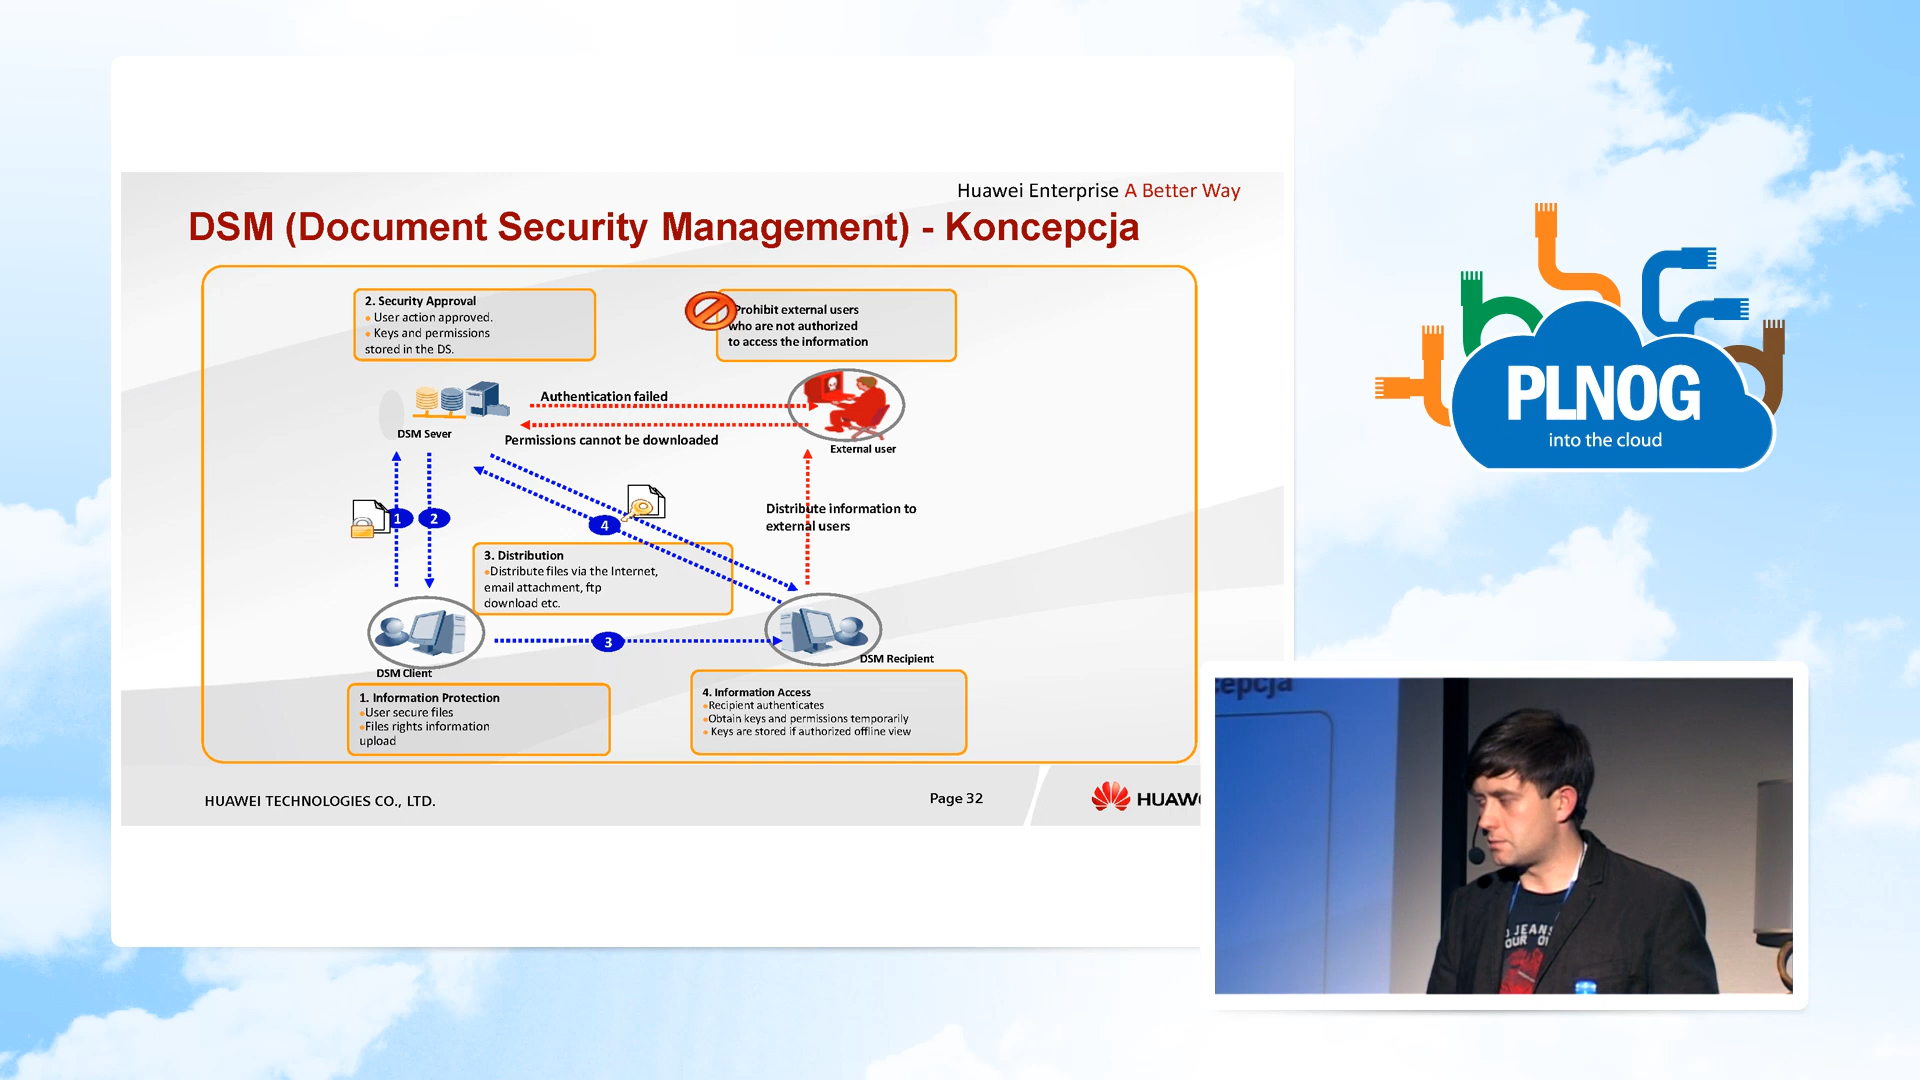 Huawei Enterprise A Better Way
DSM (Document Security Management) - Koncepcja
2. Security Approval
• User action approved.
• Keys and permissions
stored in the DS.
Prohibit external users
who are not authorized
to access the information
Authentication failed
DSM Sever
Permissions cannot be downloaded
External user
1
2
4
Distribute information to
external users
3. Distribution
•Distribute files via the Internet,
email attachment, ftp
download etc.
3
DSM Client
DSM Recipient
1. Information Protection
•User secure files
•Files rights information
upload
4. Information Access
•Recipient authenticates
•Obtain keys and permissions temporarily
• Keys are stored if authorized offline view
HUAWEI TECHNOLOGIES CO., LTD.
Page 32
HUAW
PLNOG
into the cloud
cepcja
JEANS
OUR